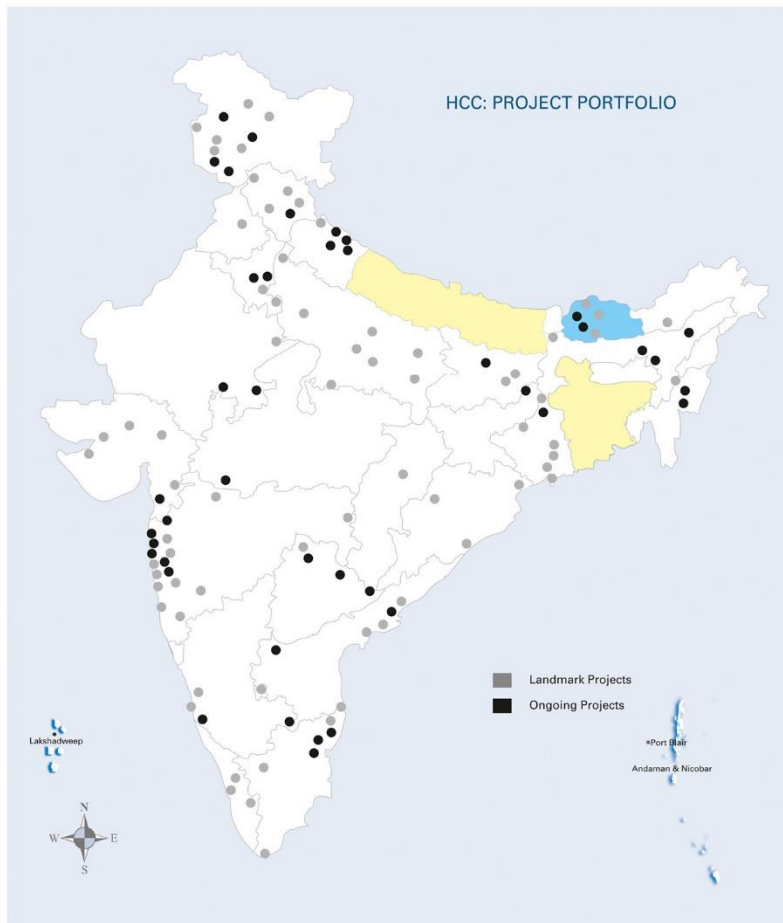 HCC: PROJECT PORTFOLIO
Landmark Projects
Ongoing Projects
Lakshadweep
Port Blair
Andaman & Nicobar
N
W E
S